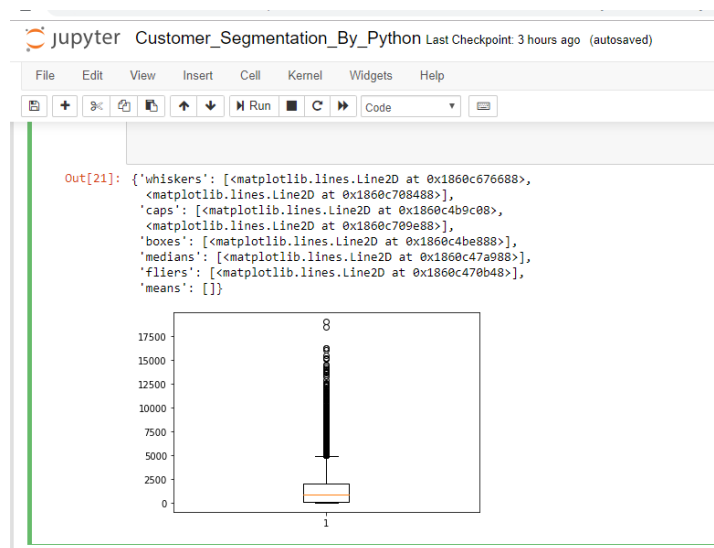 jupyter Customer_Segmentation_By_Python Last Checkpoint: 3 hours ago (autosaved)
File Edit View Insert Cell Kernel Widgets Help
Run Code
Out[21]: {'whiskers': [<matplotlib.lines.Line2D at 0x1860c676688>,
<matplotlib.lines.Line2D at 0x1860c708488>],
'caps': [<matplotlib.lines.Line2D at 0x1860c4b9c08>,
<matplotlib.lines.Line2D at 0x1860c709e88>],
'boxes': [<matplotlib.lines.Line2D at 0x1860c4be888>],
'medians': [<matplotlib.lines.Line2D at 0x1860c47a988>],
'fliers': [<matplotlib.lines.Line2D at 0x1860c470b48>],
'means': []}
17500
15000
12500
10000
7500
5000
2500
0
1